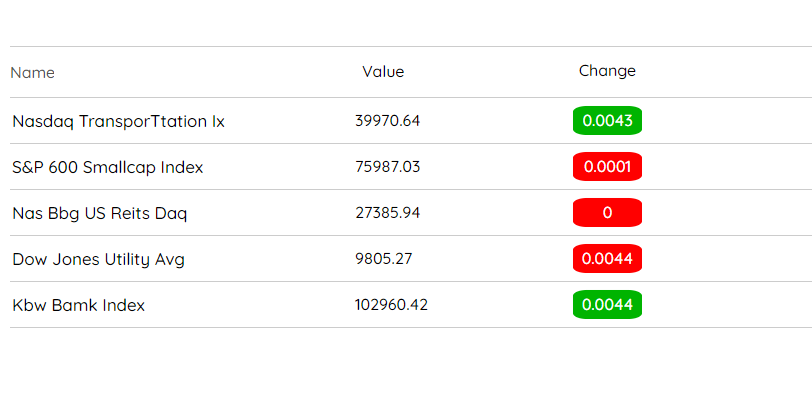 Name Value Change
Nasdaq TransporTtation Ix 39970.64 0.0043
S&P 600 Smallcap Index 75987.03 0.0001
Nas Bbg US Reits Daq 27385.94 0
Dow Jones Utility Avg 9805.27 0.0044
Kbw Bamk Index 102960.42 0.0044